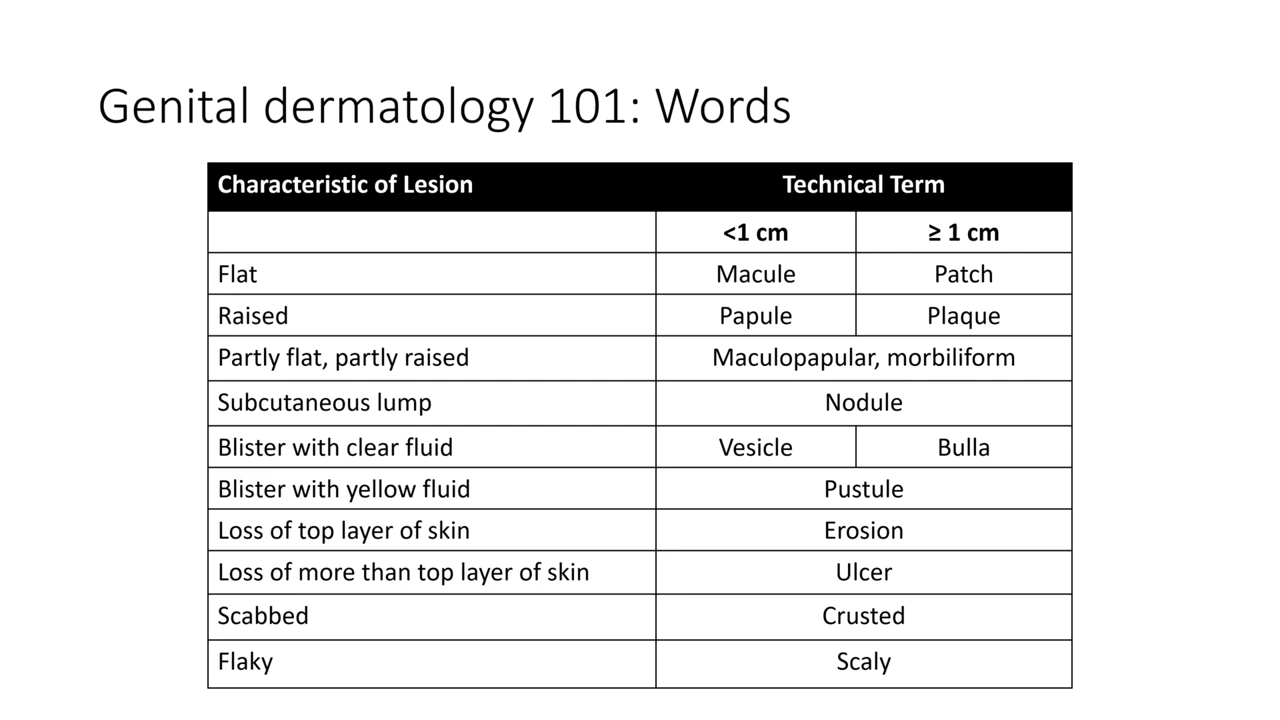 Genital dermatology 101: Words
Characteristic of Lesion Technical Term
<1 cm ≥ 1 cm
Flat Macule Patch
Raised Papule Plaque
Partly flat, partly raised Maculopapular, morbiliform
Subcutaneous lump Nodule
Blister with clear fluid Vesicle Bulla
Blister with yellow fluid Pustule
Loss of top layer of skin Erosion
Loss of more than top layer of skin Ulcer
Scabbed Crusted
Flaky Scaly